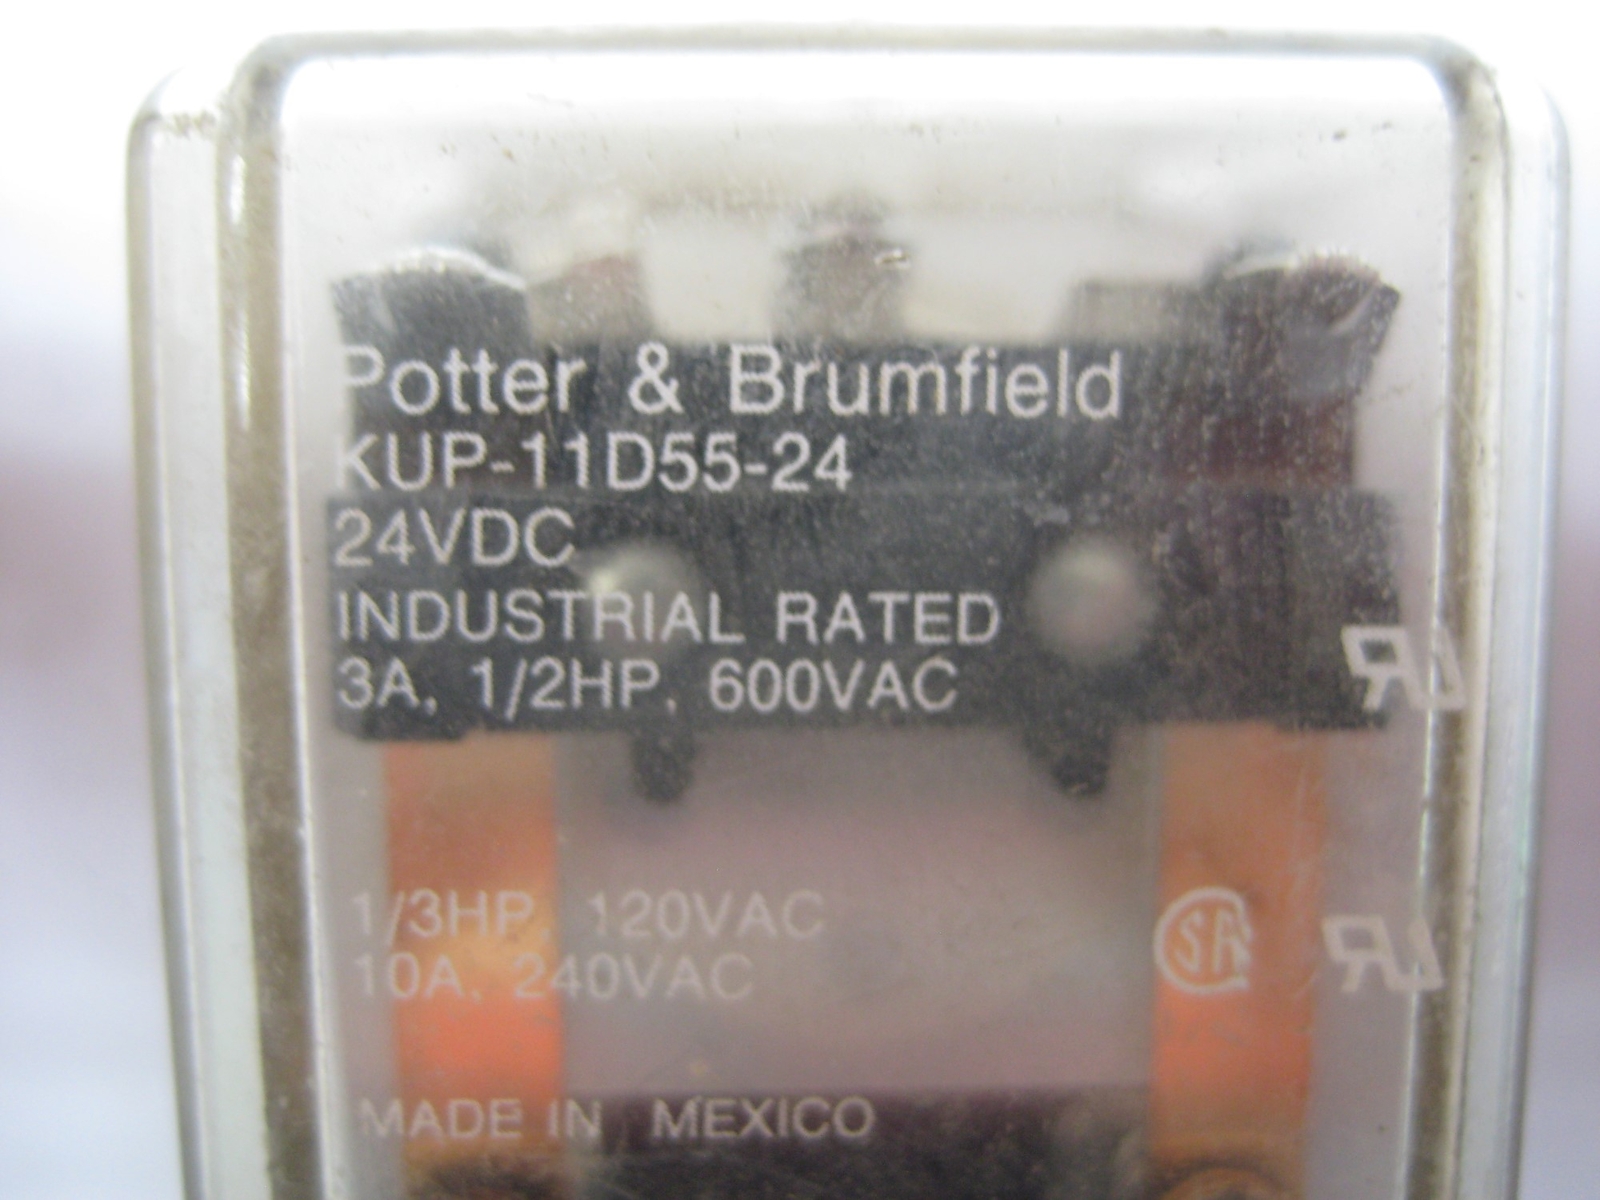 Potter & Brumfield
KUP-11D55-24
24VDC
INDUSTRIAL RATED
3A, 1/2HP, 600VAC
1/3HP, 120VAC
10A, 240VAC
MADE IN MEXICO